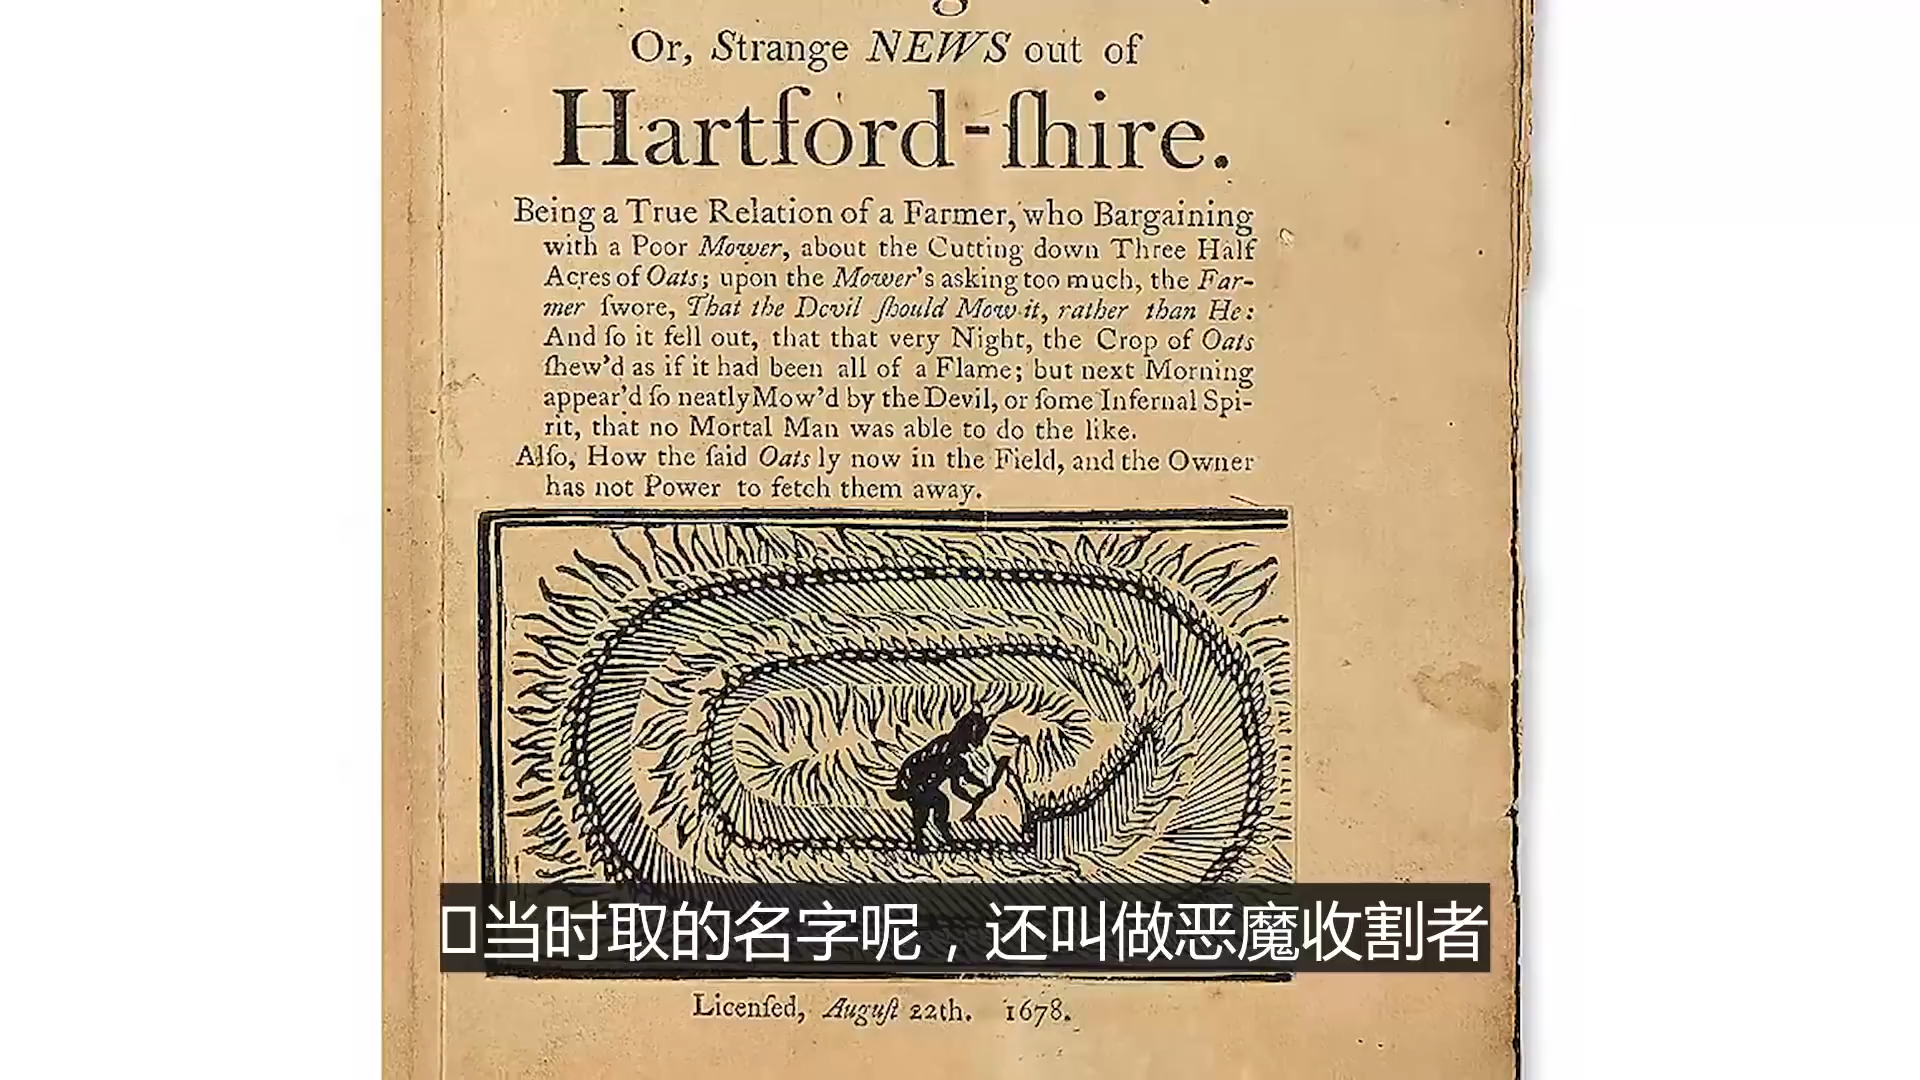 Or, Strange NEWS out of
Hartford-ſhire.
Being a True Relation of a Farmer, who Bargaining
with a Poor Mower, about the Cutting down Three Half
Acres of Oats; upon the Mower's asking too much, the Far-
mer ſwore, That the Devil ſhould Mow it, rather than He:
And ſo it fell out, that that very Night, the Crop of Oats
ſhew'd as if it had been all of a Flame; but next Morning
appear'd ſo neatly Mow'd by the Devil, or ſome Infernal Spi-
rit, that no Mortal Man was able to do the like.
Alſo, How the ſaid Oats ly now in the Field, and the Owner
has not Power to fetch them away.
当时取的名字呢，还叫做恶魔收割者
Licenſed, Auguſt 22th. 1678.